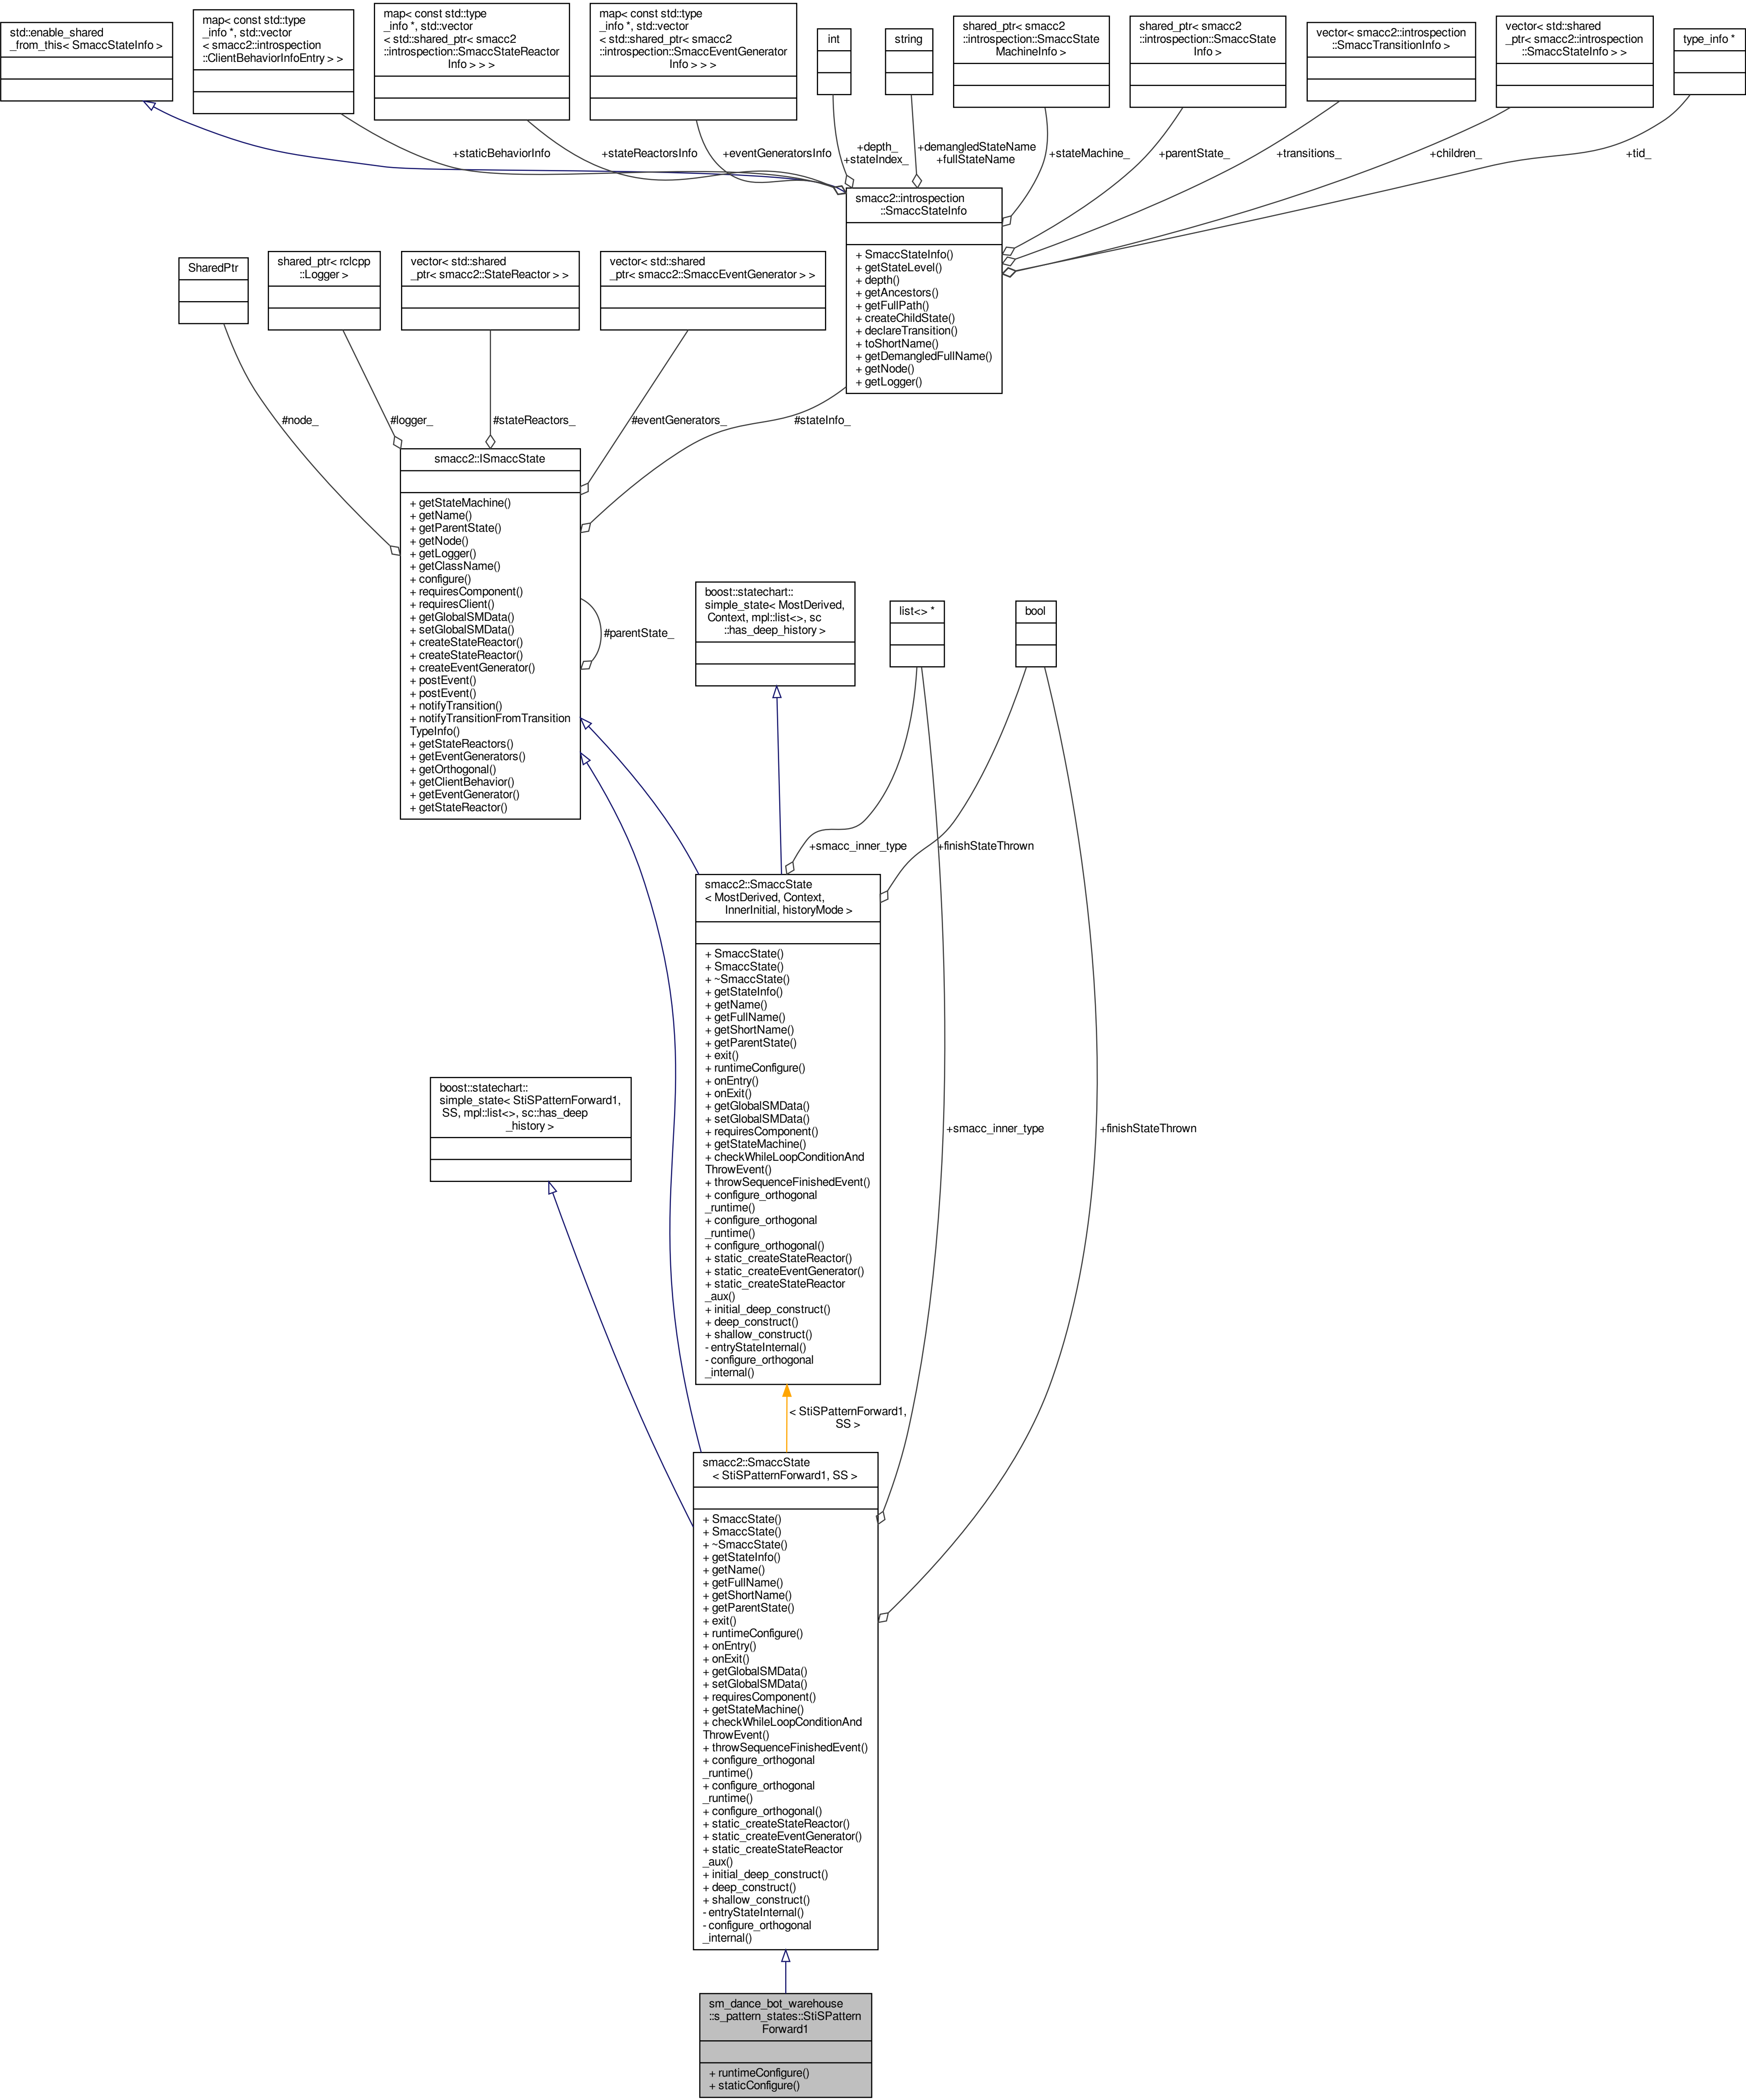 std::enable_shared
_from_this< SmaccStateInfo >
map< const std::type
_info *, std::vector
< smacc2::introspection
::ClientBehaviorInfoEntry > >
map< const std::type
_info *, std::vector
< std::shared_ptr< smacc2
::introspection::SmaccStateReactor
Info > > >
map< const std::type
_info *, std::vector
< std::shared_ptr< smacc2
::introspection::SmaccEventGenerator
Info > > >
int
string
shared_ptr< smacc2
::introspection::SmaccState
MachineInfo >
shared_ptr< smacc2
::introspection::SmaccState
Info >
vector< smacc2::introspection
::SmaccTransitionInfo >
vector< std::shared
_ptr< smacc2::introspection
::SmaccStateInfo > >
type_info *
+staticBehaviorInfo
+stateReactorsInfo
+eventGeneratorsInfo
+depth_
+stateIndex_
+demangledStateName
+fullStateName
+stateMachine_
+parentState_
+transitions_
+children_
+tid_
smacc2::introspection
::SmaccStateInfo
+ SmaccStateInfo()
+ getStateLevel()
+ depth()
+ getAncestors()
+ getFullPath()
+ createChildState()
+ declareTransition()
+ toShortName()
+ getDemangledFullName()
+ getNode()
+ getLogger()
SharedPtr
shared_ptr< rclcpp
::Logger >
vector< std::shared
_ptr< smacc2::StateReactor > >
vector< std::shared
_ptr< smacc2::SmaccEventGenerator > >
#node_
#logger_
#stateReactors_
#eventGenerators_
#stateInfo_
smacc2::ISmaccState
+ getStateMachine()
+ getName()
+ getParentState()
+ getNode()
+ getLogger()
+ getClassName()
+ configure()
+ requiresComponent()
+ requiresClient()
+ getGlobalSMData()
+ setGlobalSMData()
+ createStateReactor()
+ createStateReactor()
+ createEventGenerator()
+ postEvent()
+ postEvent()
+ notifyTransition()
+ notifyTransitionFromTransition
TypeInfo()
+ getStateReactors()
+ getEventGenerators()
+ getOrthogonal()
+ getClientBehavior()
+ getEventGenerator()
+ getStateReactor()
#parentState_
boost::statechart::
simple_state< MostDerived,
Context, mpl::list<>, sc
::has_deep_history >
list<> *
bool
+smacc_inner_type
+finishStateThrown
smacc2::SmaccState
< MostDerived, Context,
InnerInitial, historyMode >
+ SmaccState()
+ SmaccState()
+ ~SmaccState()
+ getStateInfo()
+ getName()
+ getFullName()
+ getShortName()
+ getParentState()
+ exit()
+ runtimeConfigure()
+ onEntry()
+ onExit()
+ getGlobalSMData()
+ setGlobalSMData()
+ requiresComponent()
+ getStateMachine()
+ checkWhileLoopConditionAnd
ThrowEvent()
+ throwSequenceFinishedEvent()
+ configure_orthogonal
_runtime()
+ configure_orthogonal
_runtime()
+ configure_orthogonal()
+ static_createStateReactor()
+ static_createEventGenerator()
+ static_createStateReactor
_aux()
+ initial_deep_construct()
+ deep_construct()
+ shallow_construct()
- entryStateInternal()
- configure_orthogonal
_internal()
boost::statechart::
simple_state< StiSPatternForward1,
SS, mpl::list<>, sc::has_deep
_history >
+smacc_inner_type
+finishStateThrown
< StiSPatternForward1,
SS >
smacc2::SmaccState
< StiSPatternForward1, SS >
+ SmaccState()
+ SmaccState()
+ ~SmaccState()
+ getStateInfo()
+ getName()
+ getFullName()
+ getShortName()
+ getParentState()
+ exit()
+ runtimeConfigure()
+ onEntry()
+ onExit()
+ getGlobalSMData()
+ setGlobalSMData()
+ requiresComponent()
+ getStateMachine()
+ checkWhileLoopConditionAnd
ThrowEvent()
+ throwSequenceFinishedEvent()
+ configure_orthogonal
_runtime()
+ configure_orthogonal
_runtime()
+ configure_orthogonal()
+ static_createStateReactor()
+ static_createEventGenerator()
+ static_createStateReactor
_aux()
+ initial_deep_construct()
+ deep_construct()
+ shallow_construct()
- entryStateInternal()
- configure_orthogonal
_internal()
sm_dance_bot_warehouse
::s_pattern_states::StiSPattern
Forward1
+ runtimeConfigure()
+ staticConfigure()